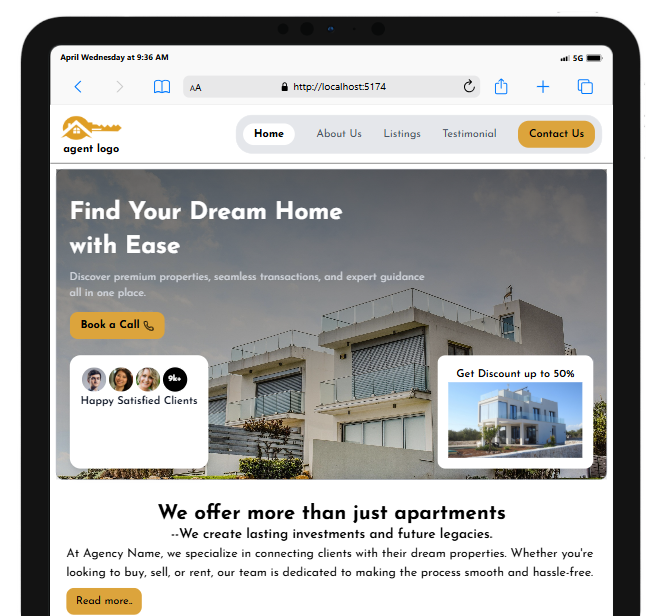 April Wednesday at 9:36 AM
5G
AA
http://localhost:5174
agent logo
Home
About Us
Listings
Testimonial
Contact Us
Find Your Dream Home
with Ease
Discover premium properties, seamless transactions, and expert guidance
all in one place.
Book a Call
9k+
Happy Satisfied Clients
Get Discount up to 50%
We offer more than just apartments
--We create lasting investments and future legacies.
At Agency Name, we specialize in connecting clients with their dream properties. Whether you're
looking to buy, sell, or rent, our team is dedicated to making the process smooth and hassle-free.
Read more..